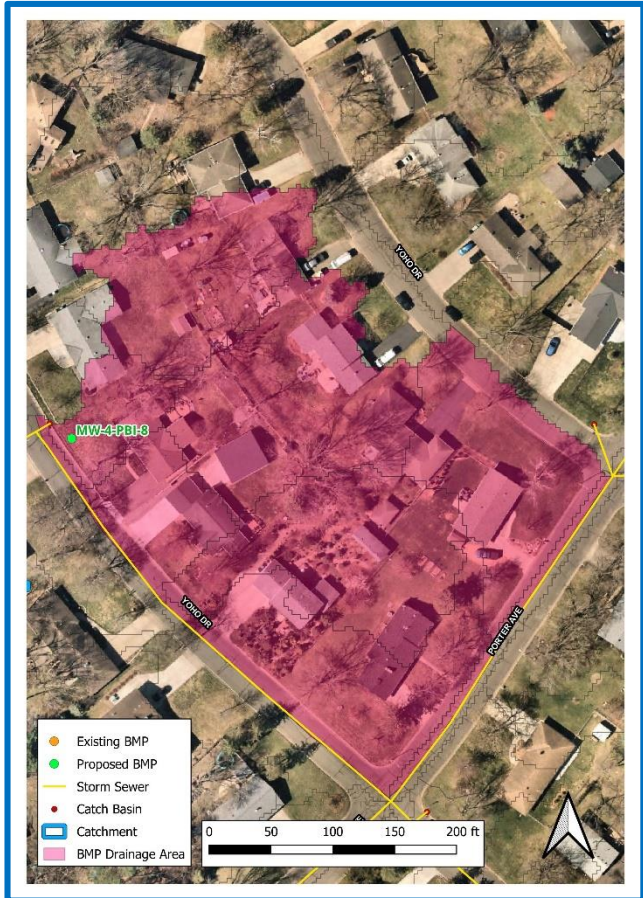 YOHO DR
MW-4-PBI-8
YOHO DR
PORTER AVE
Existing BMP
Proposed BMP
Storm Sewer
Catch Basin
Catchment
BMP Drainage Area
0 50 100 150 200 ft